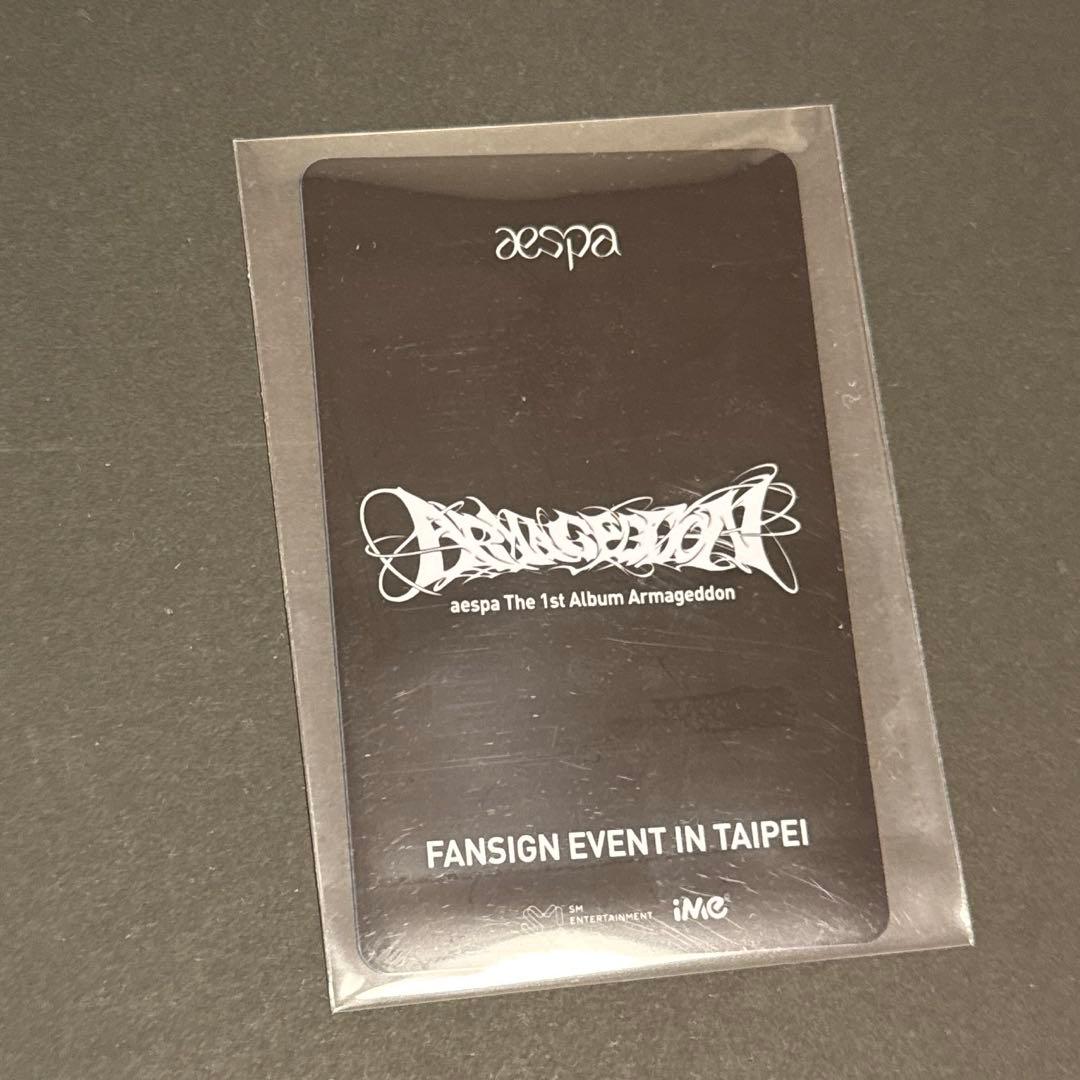 aespa
ARMAGEDDON
aespa The 1st Album Armageddon
FANSIGN EVENT IN TAIPEI
SM
ENTERTAINMENT
iMe